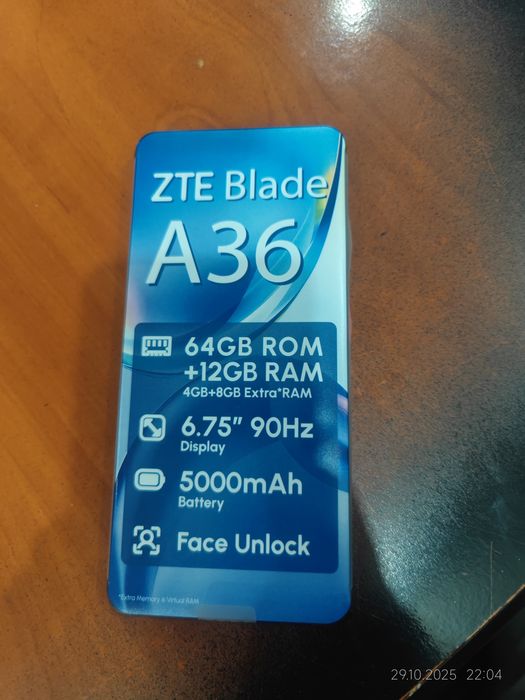 ZTE Blade
A36
64GB ROM
+12GB RAM
4GB+8GB Extra*RAM
6.75” 90Hz
Display
5000mAh
Battery
Face Unlock
*Extra Memory is Virtual RAM
29.10.2025 22:04